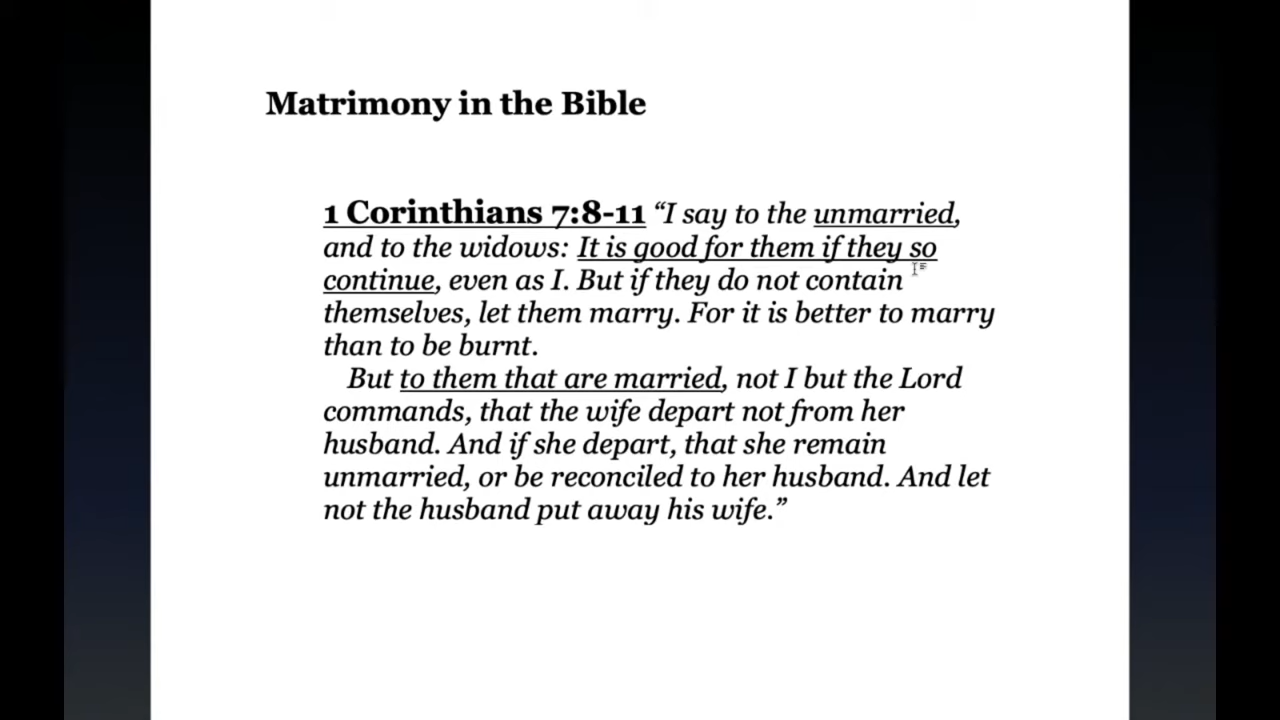 Matrimony in the Bible
1 Corinthians 7:8-11 “I say to the unmarried,
and to the widows: It is good for them if they so
continue, even as I. But if they do not contain
themselves, let them marry. For it is better to marry
than to be burnt.
But to them that are married, not I but the Lord
commands, that the wife depart not from her
husband. And if she depart, that she remain
unmarried, or be reconciled to her husband. And let
not the husband put away his wife.”